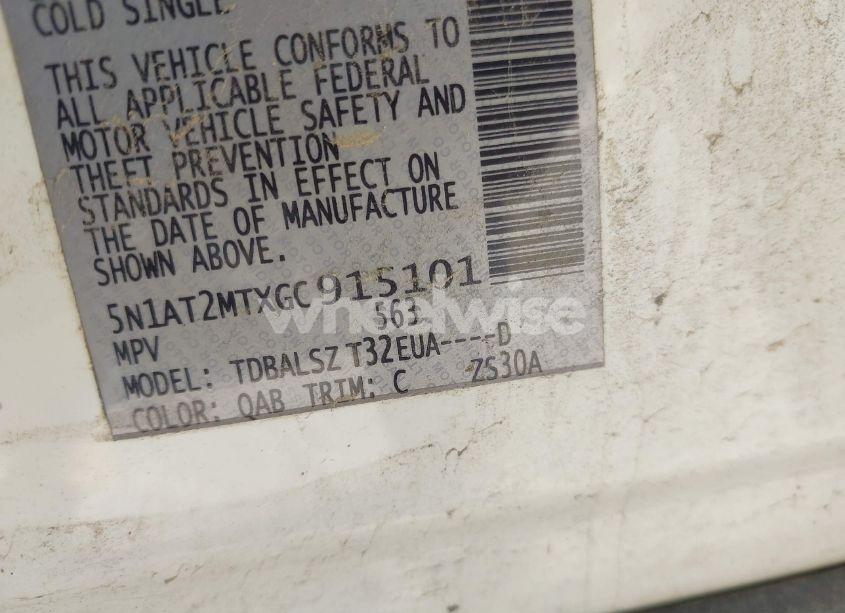 COLD SINGLE
THIS VEHICLE CONFORMS TO
ALL APPLICABLE FEDERAL
MOTOR VEHICLE SAFETY AND
THEFT PREVENTION
STANDARDS IN EFFECT ON
THE DATE OF MANUFACTURE
SHOWN ABOVE.
5N1AT2MTXGC915101
MPV 563
MODEL: TDBALSZ T32EUA----D
COLOR: QAB TRIM: C ZS30A
wheelwise